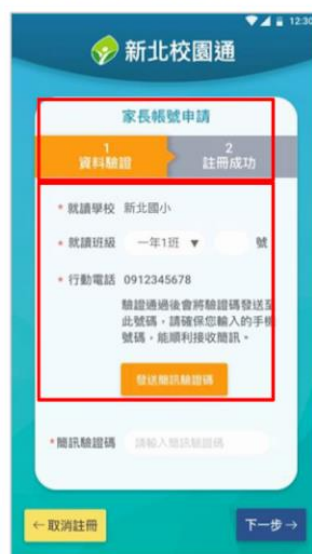 12:30
新北校園通
家長帳號申請
1 2
資料驗證 註冊成功
* 就讀學校 新北國小
* 就讀班級 一年1班 ▼ 號
* 行動電話 0912345678
驗證通過後會將驗證碼發送至
此號碼，請確保您輸入的手機
號碼，能順利接收簡訊。
發送簡訊驗證碼
*簡訊驗證碼 請輸入簡訊驗證碼
←取消註冊 下一步→